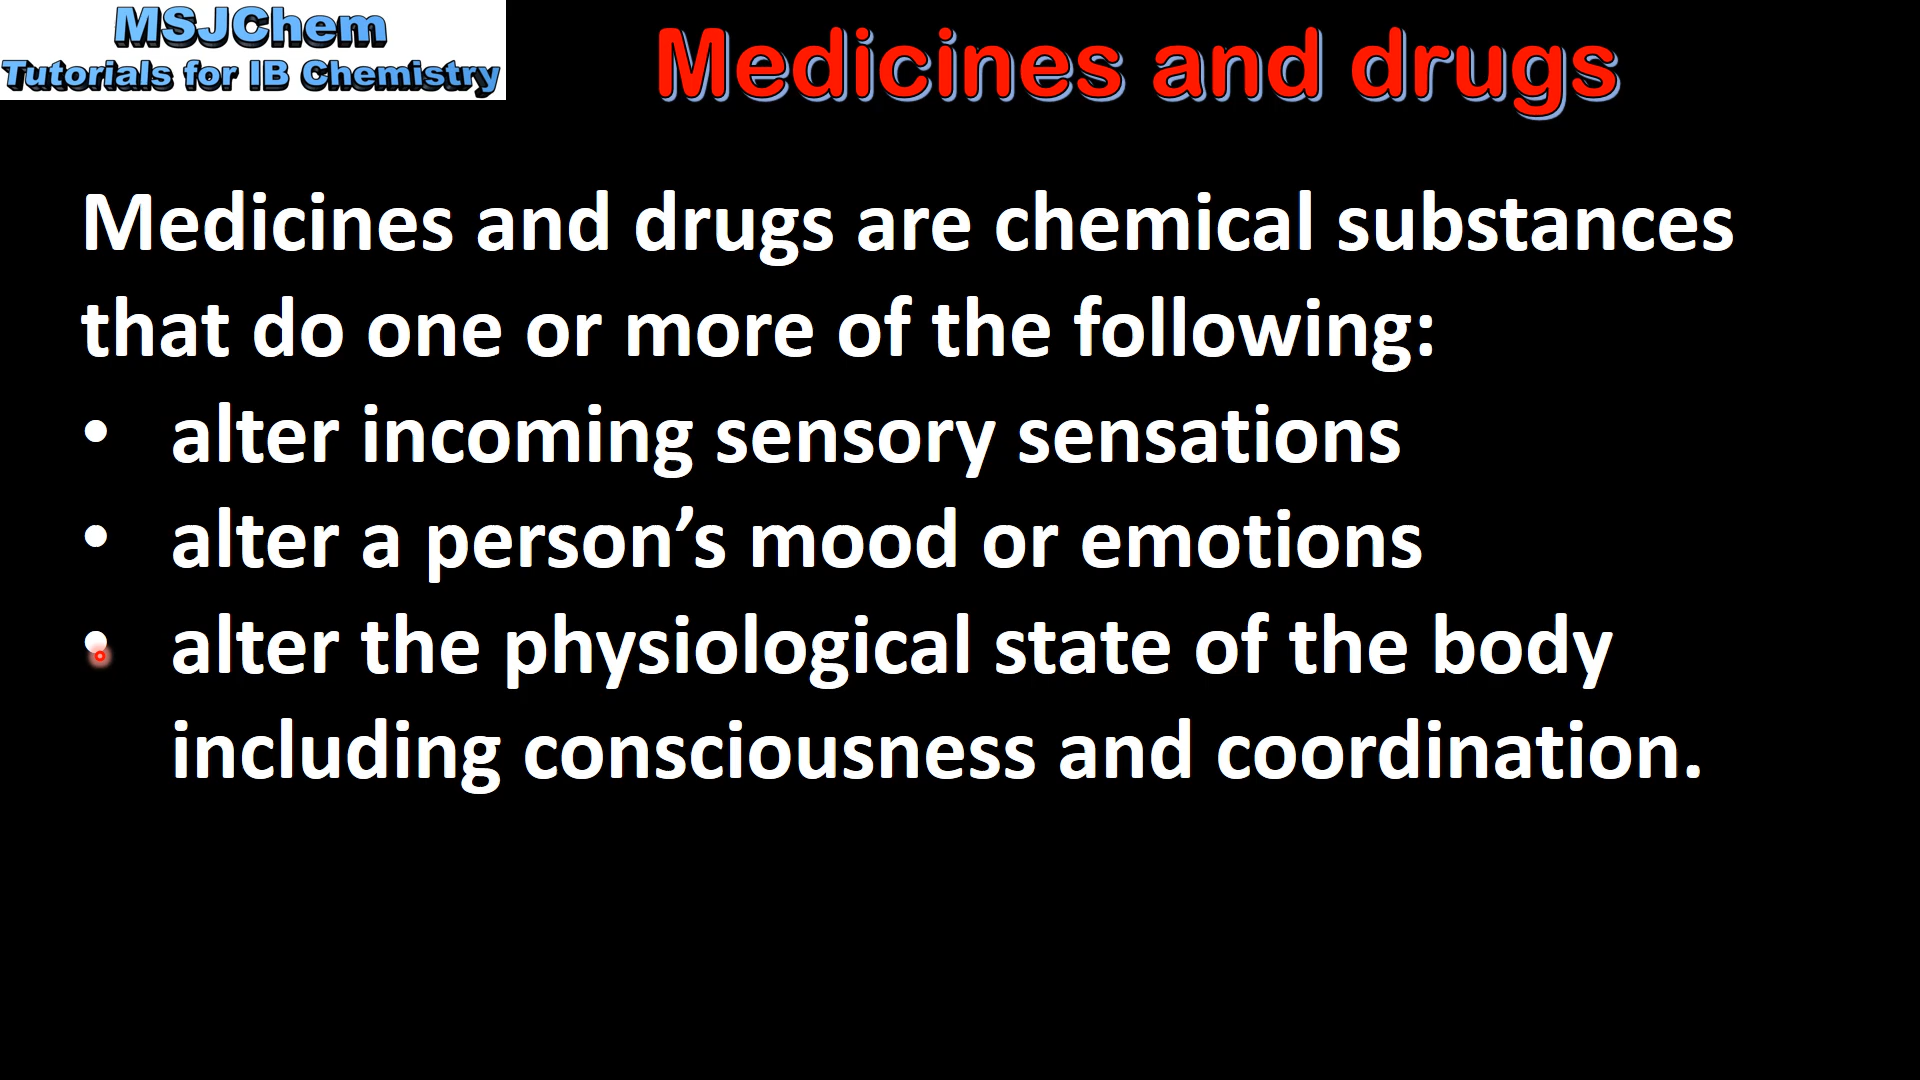 MSJChem
Tutorials for IB Chemistry
Medicines and drugs
Medicines and drugs are chemical substances
that do one or more of the following:
• alter incoming sensory sensations
• alter a person’s mood or emotions
• alter the physiological state of the body
including consciousness and coordination.